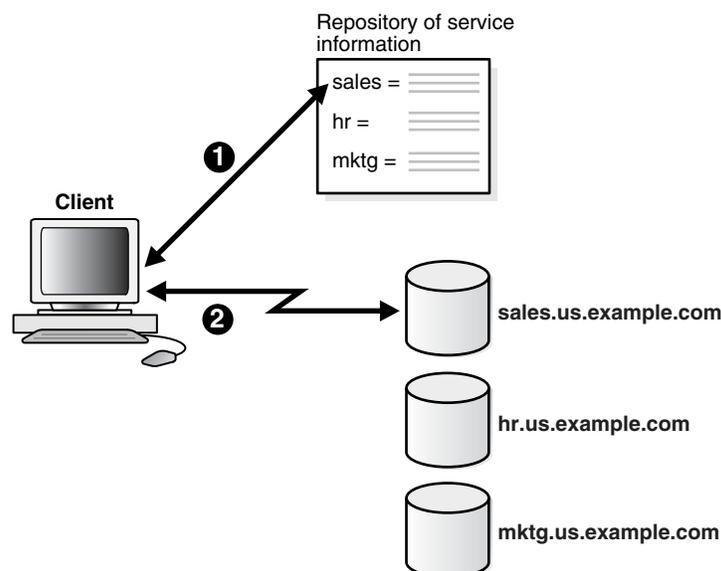 Repository of service
information
sales =
hr =
mktg =
1
Client
2
sales.us.example.com
hr.us.example.com
mktg.us.example.com